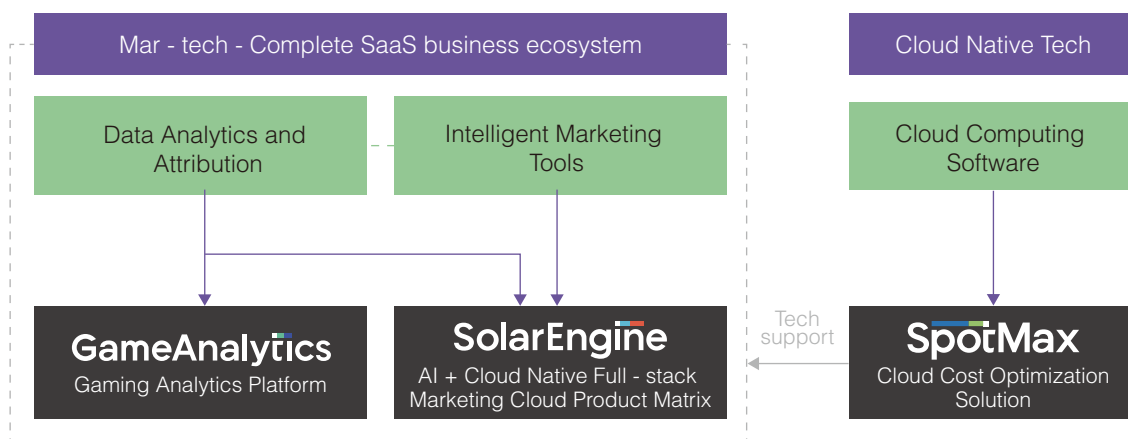 Mar - tech - Complete SaaS business ecosystem
Cloud Native Tech
Data Analytics and
Attribution
Intelligent Marketing
Tools
Cloud Computing
Software
GameAnalytics
Gaming Analytics Platform
SolarEngine
AI + Cloud Native Full - stack
Marketing Cloud Product Matrix
Tech
support
SpotMax
Cloud Cost Optimization
Solution